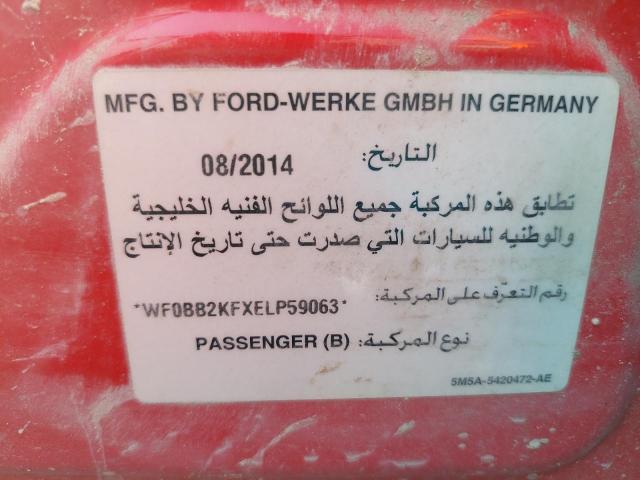 MFG. BY FORD-WERKE GMBH IN GERMANY
التاريخ: 08/2014
تطابق هذه المركبة جميع اللوائح الفنيه الخليجية
والوطنيه للسيارات التي صدرت حتى تاريخ الإنتاج
رقم التعرّف على المركبة: *WF0BB2KFXELP59063*
نوع المركبة: PASSENGER (B)
5M5A-5420472-AE